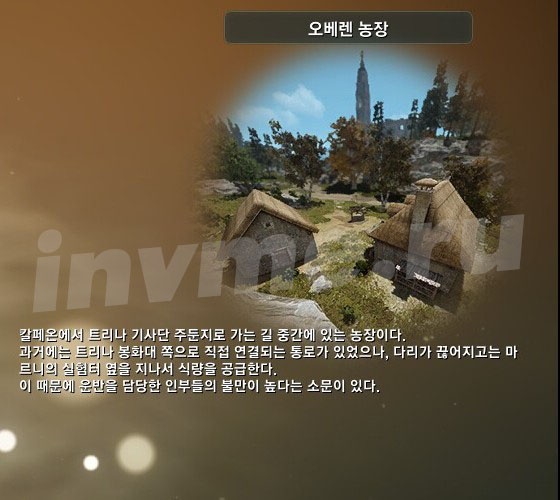 오베렌 농장
invme.ru
칼페온에서 트리나 기사단 주둔지로 가는 길 중간에 있는 농장이다.
과거에는 트리나 봉화대 쪽으로 직접 연결되는 통로가 있었으나, 다리가 끊어지고는 마
르니의 실험터 옆을 지나서 식량을 공급한다.
이 때문에 운반을 담당한 인부들의 불만이 높다는 소문이 있다.